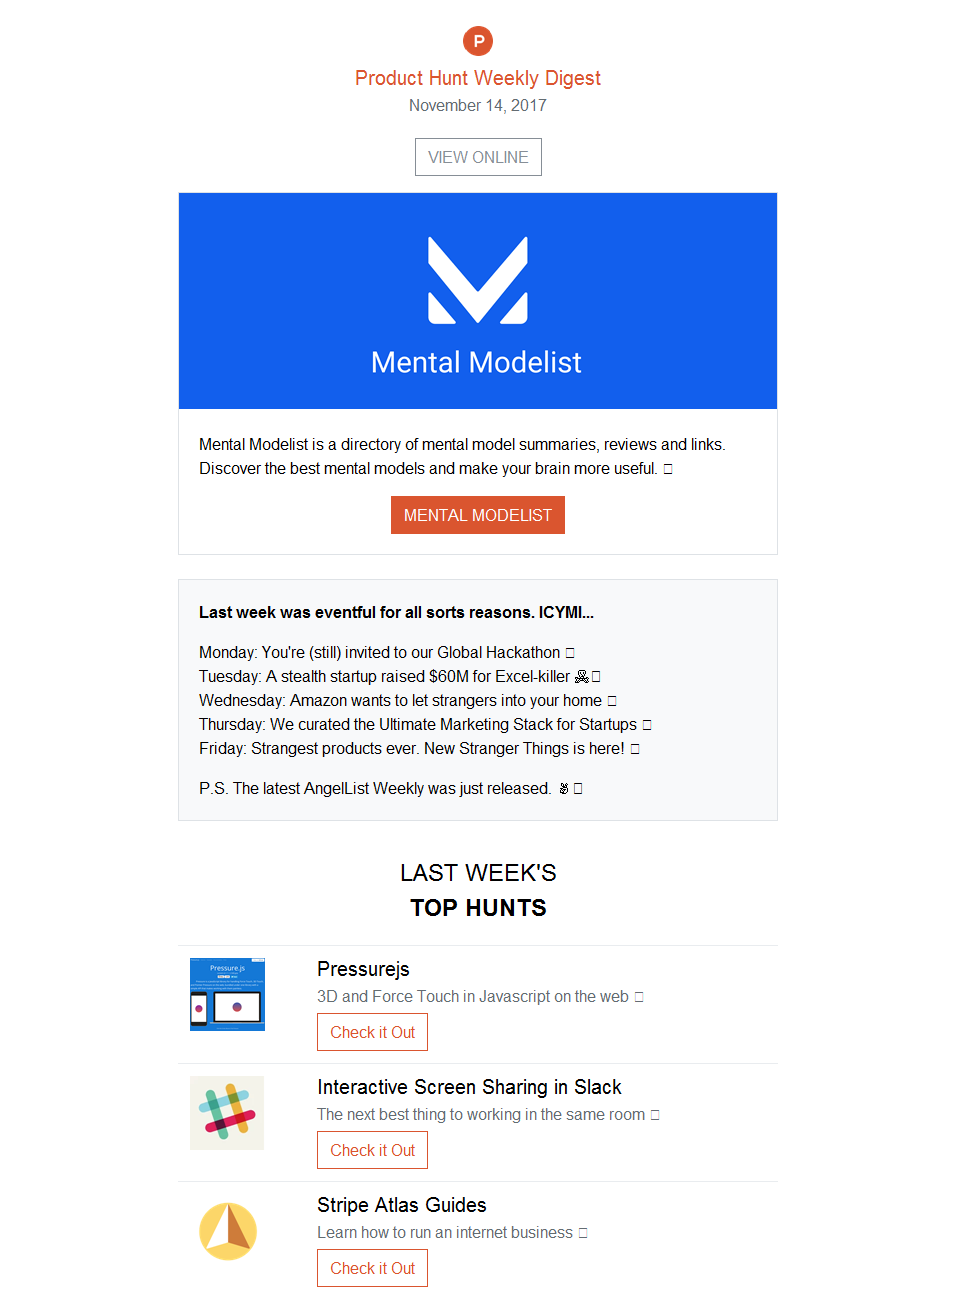 P
Product Hunt Weekly Digest
November 14, 2017
VIEW ONLINE
Mental Modelist
Mental Modelist is a directory of mental model summaries, reviews and links.
Discover the best mental models and make your brain more useful.
MENTAL MODELIST
Last week was eventful for all sorts reasons. ICYMI...
Monday: You're (still) invited to our Global Hackathon
Tuesday: A stealth startup raised $60M for Excel-killer
Wednesday: Amazon wants to let strangers into your home
Thursday: We curated the Ultimate Marketing Stack for Startups
Friday: Strangest products ever. New Stranger Things is here!
P.S. The latest AngelList Weekly was just released.
LAST WEEK'S
TOP HUNTS
Pressure.js
Pressurejs
3D and Force Touch in Javascript on the web
Check it Out
Interactive Screen Sharing in Slack
The next best thing to working in the same room
Check it Out
Stripe Atlas Guides
Learn how to run an internet business
Check it Out